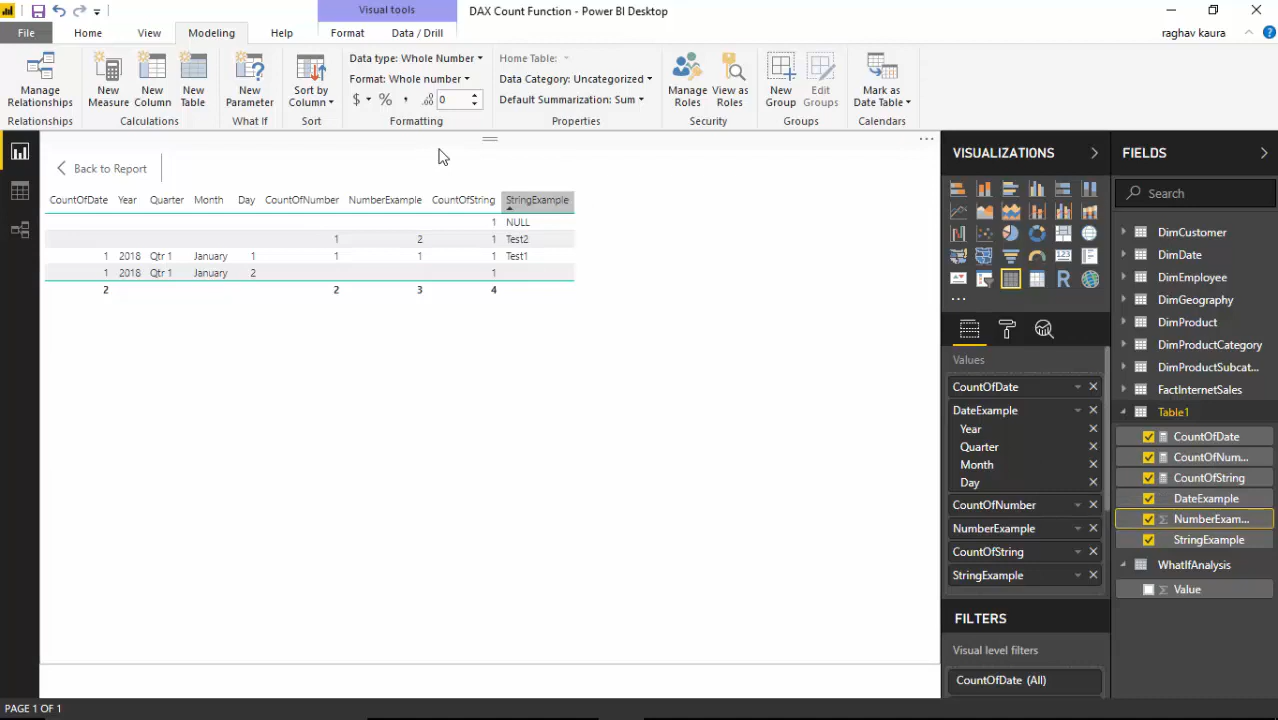 Visual tools
DAX Count Function - Power BI Desktop
File Home View Modeling Help Format Data / Drill
raghav kaura
Manage Relationships
New Measure
New Column
New Table
New Parameter
Sort by Column
Data type: Whole Number
Format: Whole number
$ % , .00 0
Home Table:
Data Category: Uncategorized
Default Summarization: Sum
Manage Roles
View as Roles
New Group
Edit Groups
Mark as Date Table
Relationships Calculations What If Sort Formatting Properties Security Groups Calendars
Back to Report
CountOfDate Year Quarter Month Day CountOfNumber NumberExample CountOfString StringExample
1 NULL
1 2 1 Test2
1 2018 Qtr 1 January 1 1 1 1 Test1
1 2018 Qtr 1 January 2 1
2 2 3 4
VISUALIZATIONS
R
Values
CountOfDate
DateExample
Year
Quarter
Month
Day
CountOfNumber
NumberExample
CountOfString
StringExample
FILTERS
Visual level filters
CountOfDate (All)
FIELDS
Search
DimCustomer
DimDate
DimEmployee
DimGeography
DimProduct
DimProductCategory
DimProductSubcat...
FactInternetSales
Table1
CountOfDate
CountOfNum...
CountOfString
DateExample
NumberExam...
StringExample
WhatIfAnalysis
Value
PAGE 1 OF 1